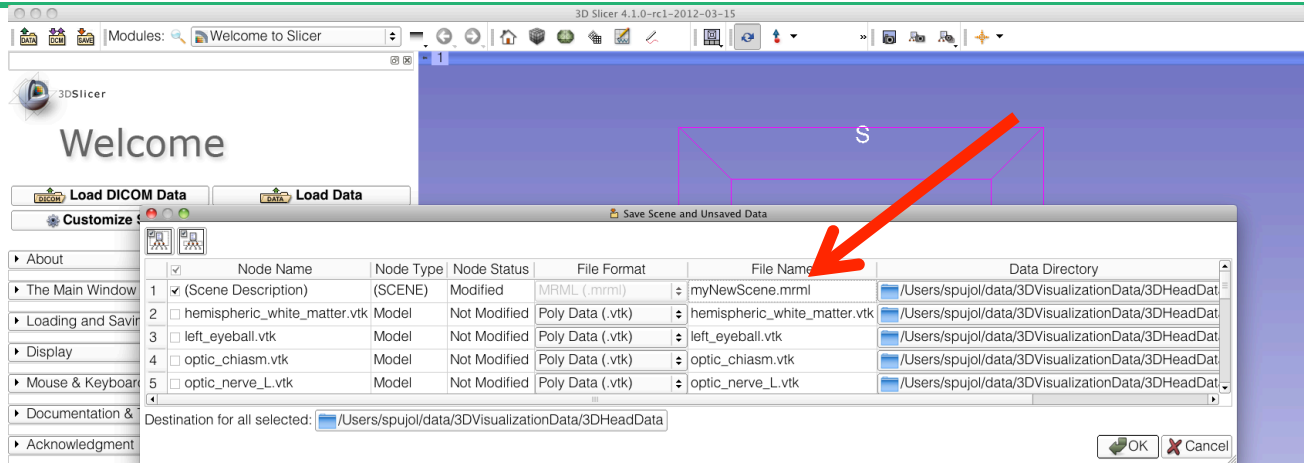 3D Slicer 4.1.0-rc1-2012-03-15
DATA DCM SAVE Modules: Welcome to Slicer
1
3DSlicer
Welcome
S
DICOM Load DICOM Data DATA Load Data
Customize S
Save Scene and Unsaved Data
About
The Main Window
Loading and Savin
Display
Mouse & Keyboard
Documentation & T
Acknowledgment
Node Name Node Type Node Status File Format File Name Data Directory
1 (Scene Description) (SCENE) Modified MRML (.mrml) myNewScene.mrml /Users/spujol/data/3DVisualizationData/3DHeadDat
2 hemispheric_white_matter.vtk Model Not Modified Poly Data (.vtk) hemispheric_white_matter.vtk /Users/spujol/data/3DVisualizationData/3DHeadDat
3 left_eyeball.vtk Model Not Modified Poly Data (.vtk) left_eyeball.vtk /Users/spujol/data/3DVisualizationData/3DHeadDat
4 optic_chiasm.vtk Model Not Modified Poly Data (.vtk) optic_chiasm.vtk /Users/spujol/data/3DVisualizationData/3DHeadDat
5 optic_nerve_L.vtk Model Not Modified Poly Data (.vtk) optic_nerve_L.vtk /Users/spujol/data/3DVisualizationData/3DHeadDat
Destination for all selected: /Users/spujol/data/3DVisualizationData/3DHeadData
OK Cancel